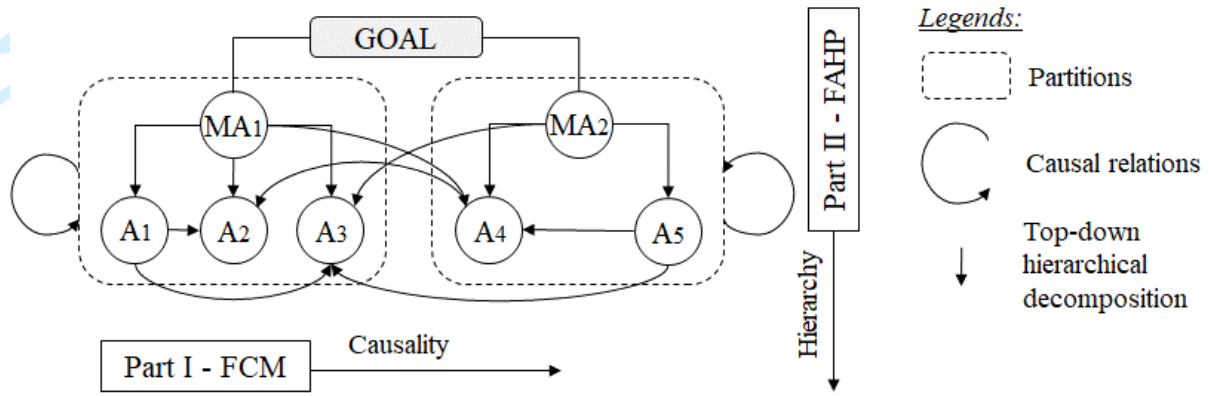 GOAL
MA1
MA2
A1
A2
A3
A4
A5
Part I - FCM
Causality
Part II - FAHP
Hierarchy
Legends:
Partitions
Causal relations
Top-down
hierarchical
decomposition